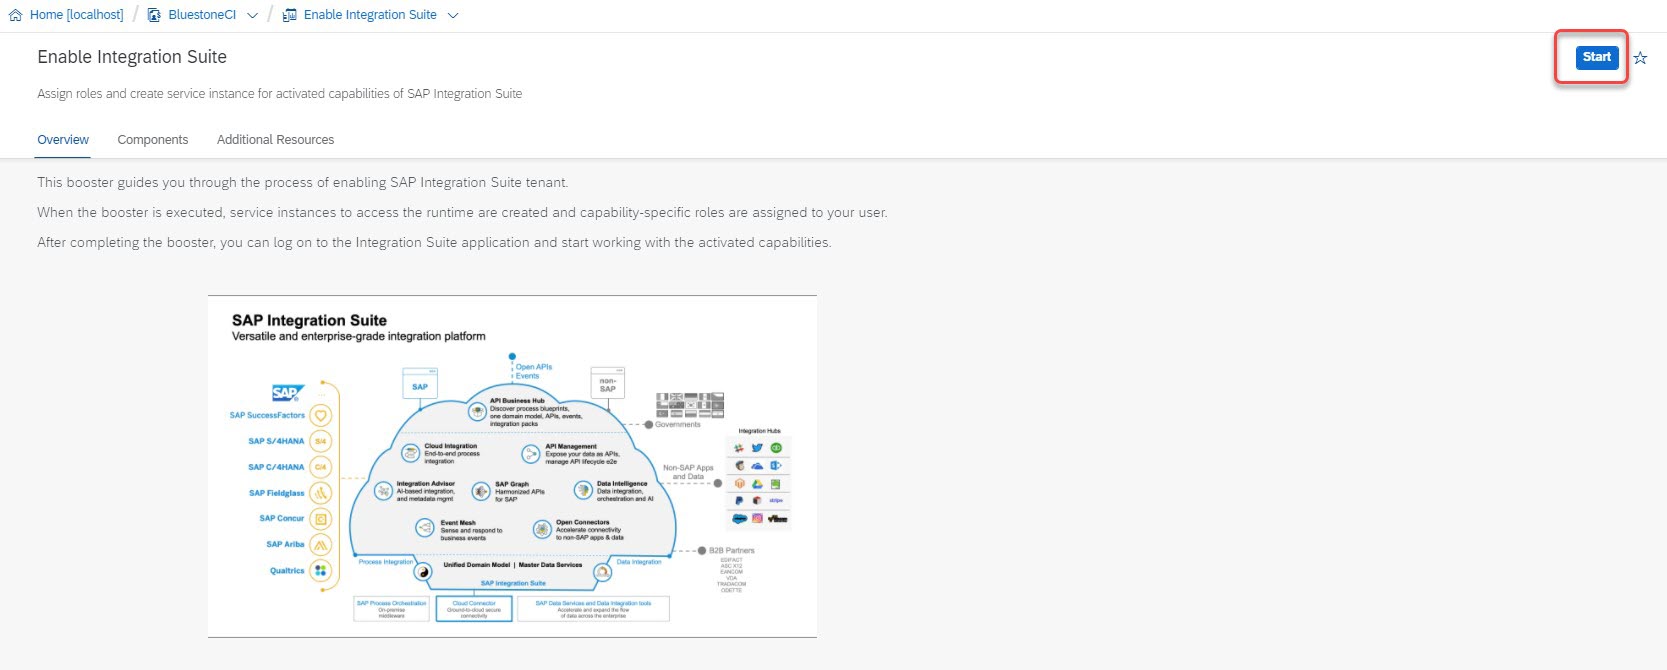 Home [localhost] / BluestoneCI / Enable Integration Suite
Enable Integration Suite
Start
Assign roles and create service instance for activated capabilities of SAP Integration Suite
Overview Components Additional Resources
This booster guides you through the process of enabling SAP Integration Suite tenant.
When the booster is executed, service instances to access the runtime are created and capability-specific roles are assigned to your user.
After completing the booster, you can log on to the Integration Suite application and start working with the activated capabilities.
SAP Integration Suite
Versatile and enterprise-grade integration platform
Open APIs
Events
SAP
non-
SAP
SAP
SAP SuccessFactors
SAP S/4HANA
S/4
SAP C/4HANA
C/4
SAP Fieldglass
SAP Concur
SAP Ariba
Qualtrics
API Business Hub
Discover process blueprints,
one domain model, APIs, events,
integration packs
Cloud Integration
End-to-end process
integration
API Management
Expose your data as APIs,
manage API lifecycle e2e
Integration Advisor
AI-based integration,
and metadata mgmt
SAP Graph
Harmonized APIs
for SAP
Data Intelligence
Data integration,
orchestration and AI
Event Mesh
Sense and respond to
business events
Open Connectors
Accelerate connectivity
to non-SAP apps & data
Process Integration
Unified Domain Model | Master Data Services
Data Integration
SAP Integration Suite
SAP Process Orchestration
On-premise
middleware
Cloud Connector
Ground-to-cloud secure
connectivity
SAP Data Services and Data Integration tools
Accelerate and expand the flow
of data across the enterprise
Governments
Non-SAP Apps
and Data
Integration Hubs
stripe
B2B Partners
EDIFACT
ASC X12
EANCOM
VDA
TRADACOM
ODETTE